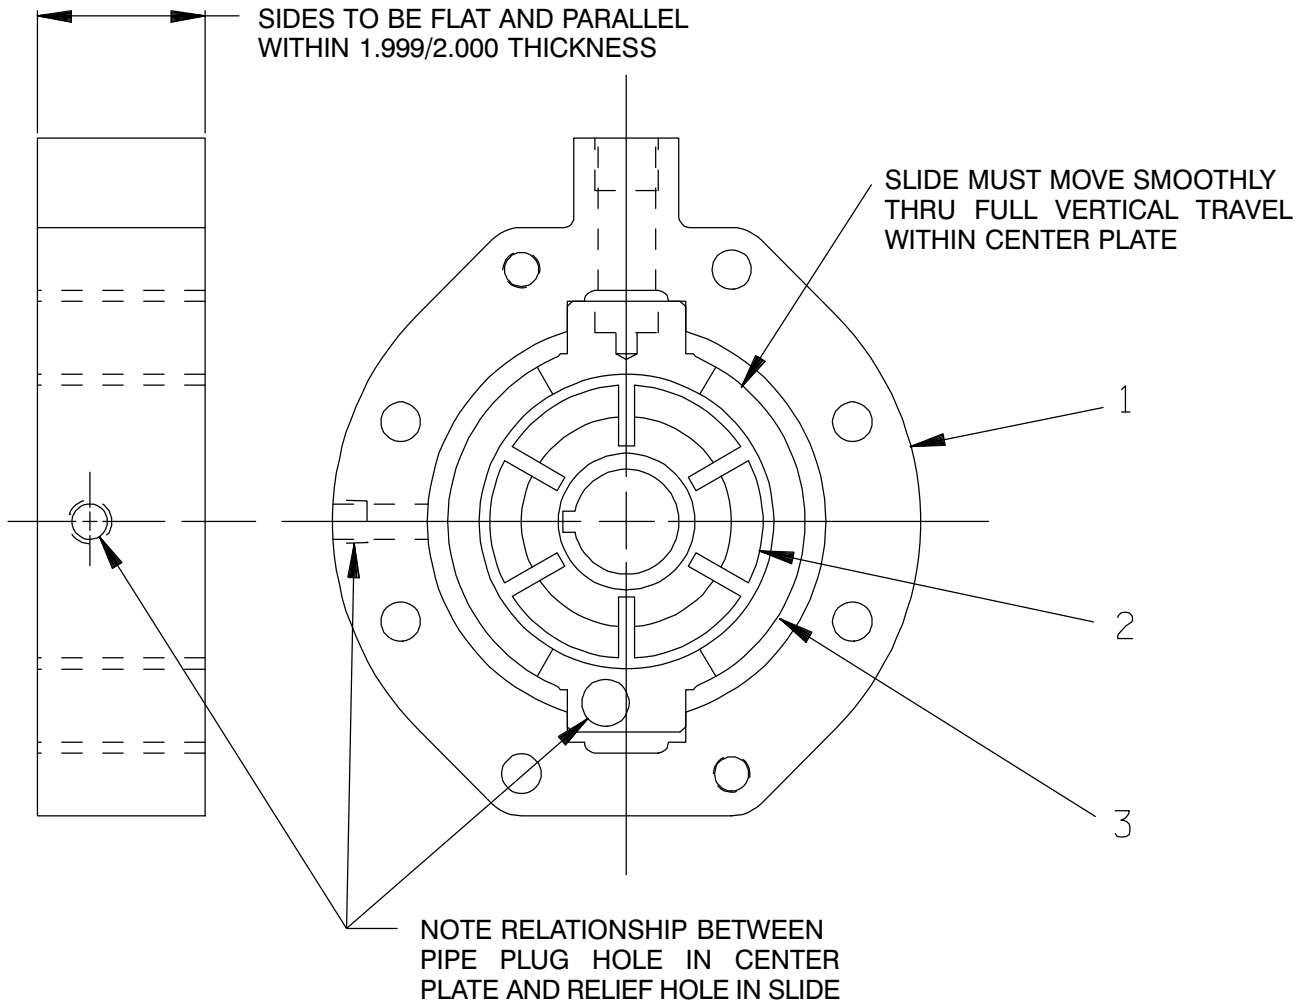 SIDES TO BE FLAT AND PARALLEL
WITHIN 1.999/2.000 THICKNESS
SLIDE MUST MOVE SMOOTHLY
THRU FULL VERTICAL TRAVEL
WITHIN CENTER PLATE
1
2
3
NOTE RELATIONSHIP BETWEEN
PIPE PLUG HOLE IN CENTER
PLATE AND RELIEF HOLE IN SLIDE